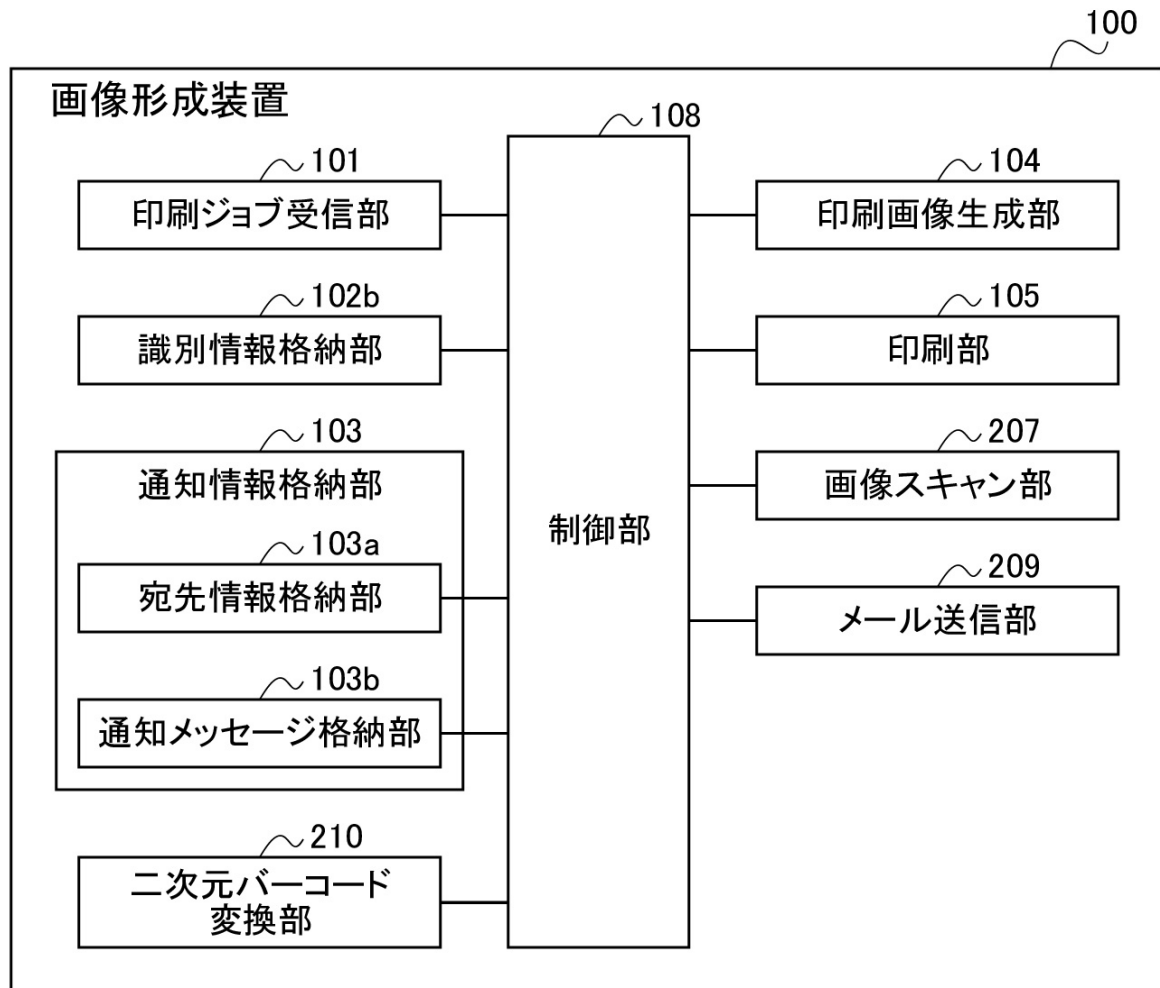 100
画像形成装置
108
101
印刷ジョブ受信部
102b
識別情報格納部
103
通知情報格納部
103a
宛先情報格納部
103b
通知メッセージ格納部
210
二次元バーコード
変換部
制御部
104
印刷画像生成部
105
印刷部
207
画像スキャン部
209
メール送信部